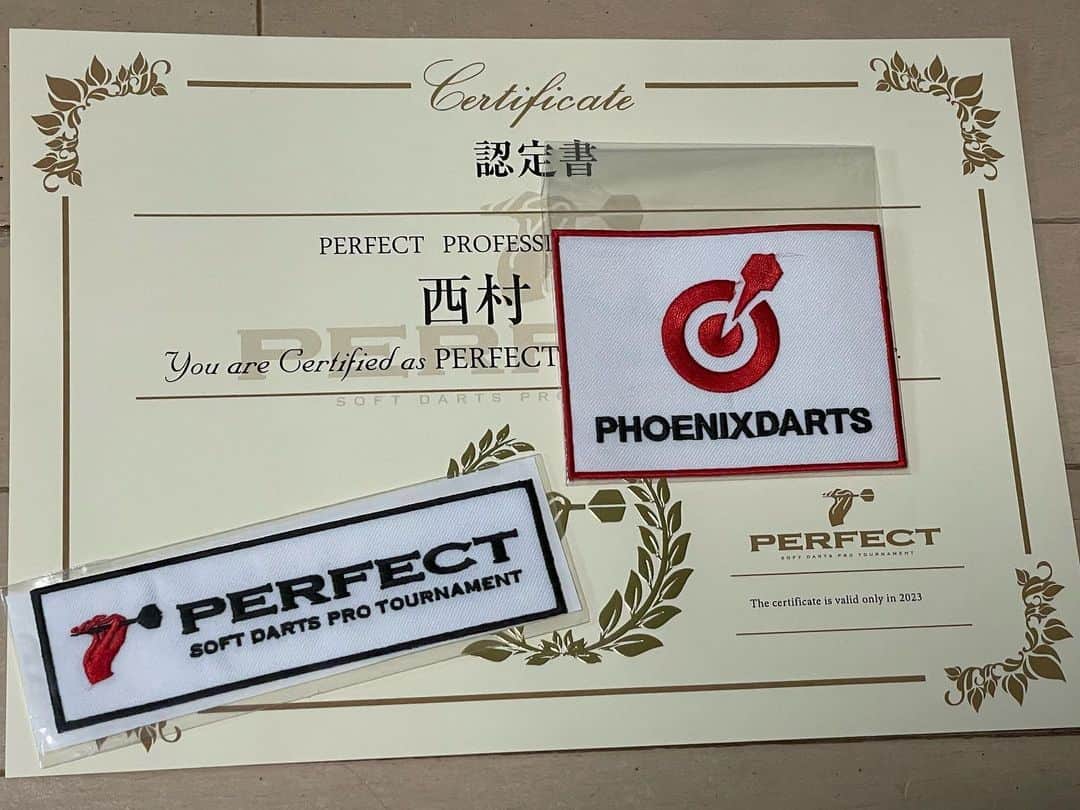 Certificate
認定書
PERFECT PROFESSI
西村
You are Certified as PERFECT
PERFECT
SOFT DARTS PRO
PHOENIXDARTS
PERFECT
SOFT DARTS PRO TOURNAMENT
The certificate is valid only in 2023
PERFECT
SOFT DARTS PRO TOURNAMENT